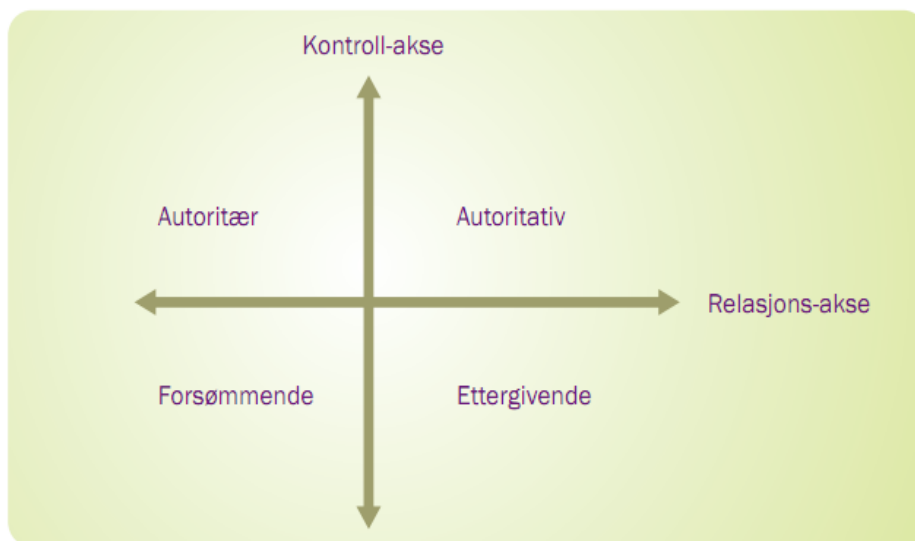 Kontroll-akse
Autoritær
Autoritativ
Relasjons-akse
Forsømmende
Ettergivende